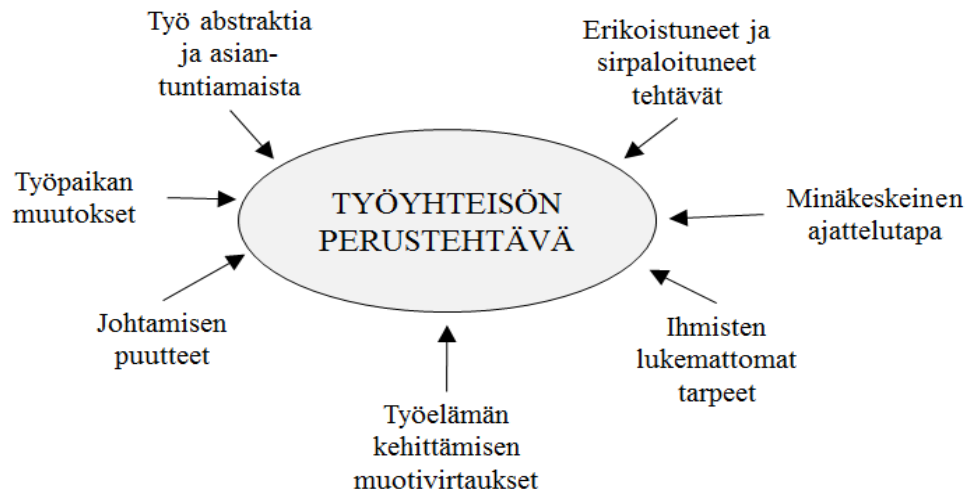 Työ abstraktia
ja asian-
tuntiamaista
Erikoistuneet ja
sirpaloituneet
tehtävät
Työpaikan
muutokset
TYÖYHTEISÖN
PERUSTEHTÄVÄ
Minäkeskeinen
ajattelutapa
Johtamisen
puutteet
Ihmisten
lukemattomat
tarpeet
Työelämän
kehittämisen
muotivirtaukset